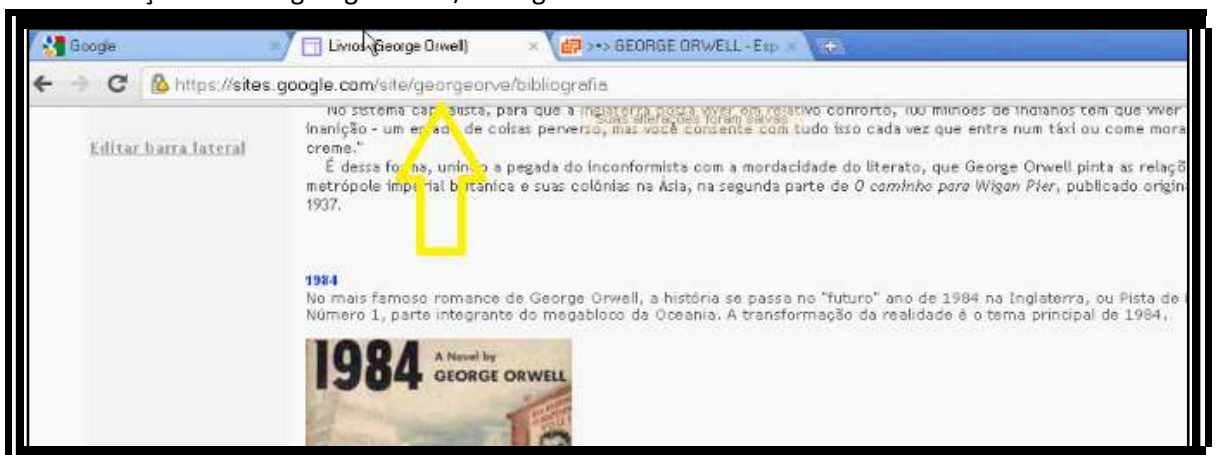 Google
Livros (George Orwell)
>•> GEORGE ORWELL - Esp
https://sites.google.com/site/georgeorve/bibliografia
No sistema capitalista, para que a Inglaterra possa viver em relativo conforto, 100 milhões de indianos têm que viver
Suas alterações foram salvas
inanição - um estado de coisas perverso, mas você consente com tudo isso cada vez que entra num táxi ou come mora
creme."
Editar barra lateral
É dessa forma, unindo a pegada do inconformista com a mordacidade do literato, que George Orwell pinta as relaçõ
metrópole imperial britânica e suas colônias na Ásia, na segunda parte de O caminho para Wigan Pier, publicado origin
1937.
1984
No mais famoso romance de George Orwell, a história se passa no "futuro" ano de 1984 na Inglaterra, ou Pista de
Número 1, parte integrante do megabloco da Oceania. A transformação da realidade é o tema principal de 1984.
1984
A Novel by
GEORGE ORWELL